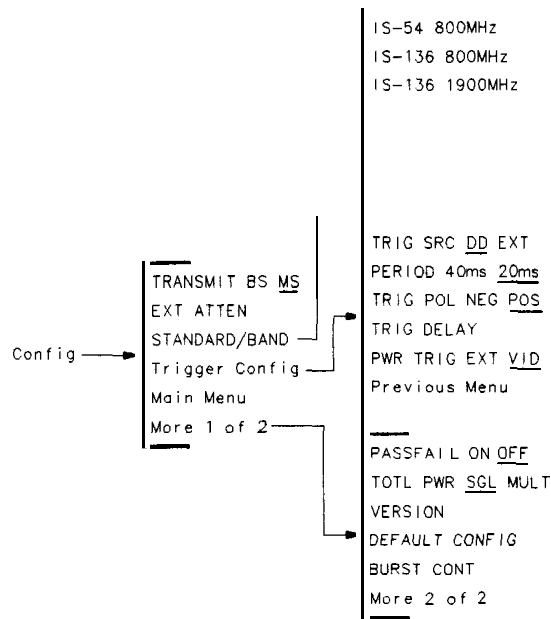 IS-54 800MHz
IS-136 800MHz
IS-136 1900MHz
TRIG SRC DD EXT
PERIOD 40ms 20ms
TRIG POL NEG POS
TRIG DELAY
PWR TRIG EXT VID
Previous Menu
Config
TRANSMIT BS MS
EXT ATTEN
STANDARD/BAND
Trigger Config
Main Menu
More 1 of 2
PASSFAIL ON OFF
TOTL PWR SGL MULT
VERSION
DEFAULT CONFIG
BURST CONT
More 2 of 2